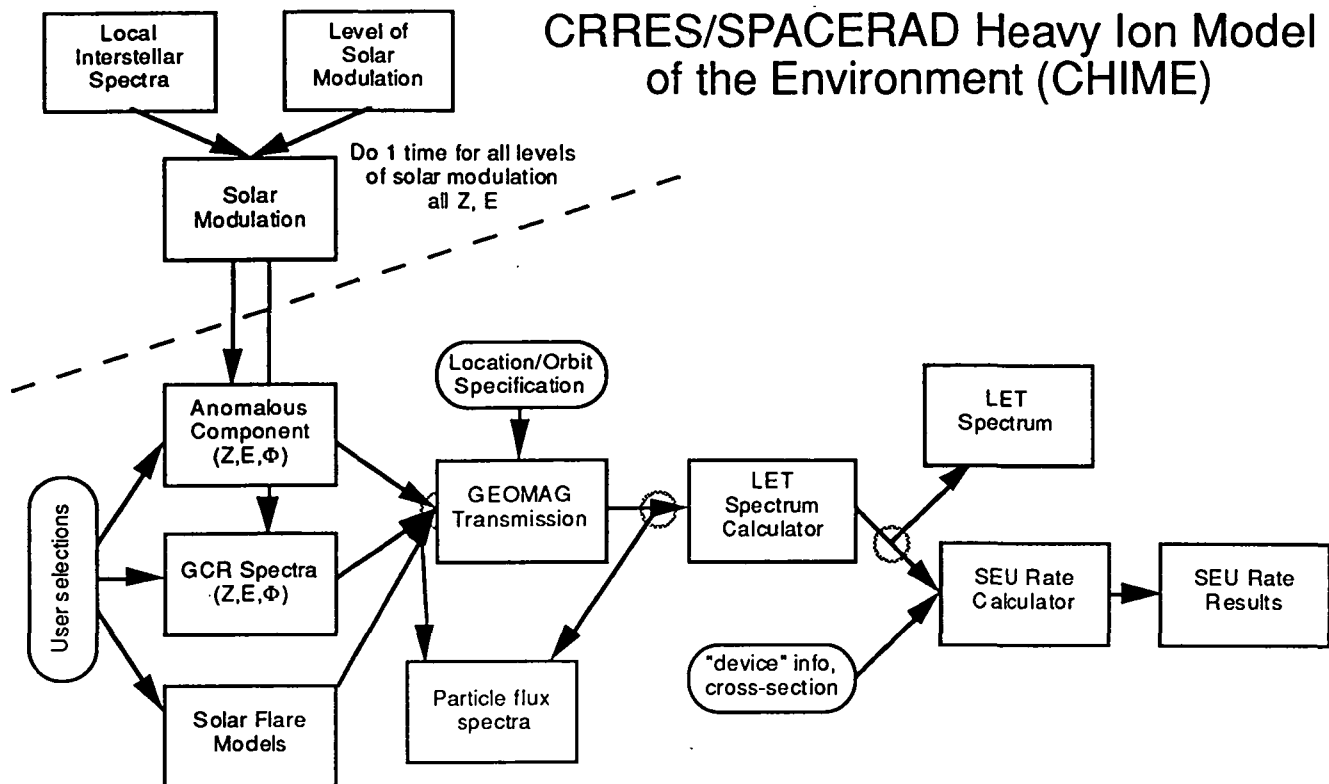 CRRES/SPACERAD Heavy Ion Model
of the Environment (CHIME)
Local
Interstellar
Spectra
Level of
Solar
Modulation
Do 1 time for all levels
of solar modulation
all Z, E
Solar
Modulation
Location/Orbit
Specification
Anomalous
Component
(Z,E,Φ)
LET
Spectrum
GEOMAG
Transmission
LET
Spectrum
Calculator
User selections
GCR Spectra
(Z,E,Φ)
SEU Rate
Calculator
SEU Rate
Results
"device" info,
cross-section
Particle flux
spectra
Solar Flare
Models